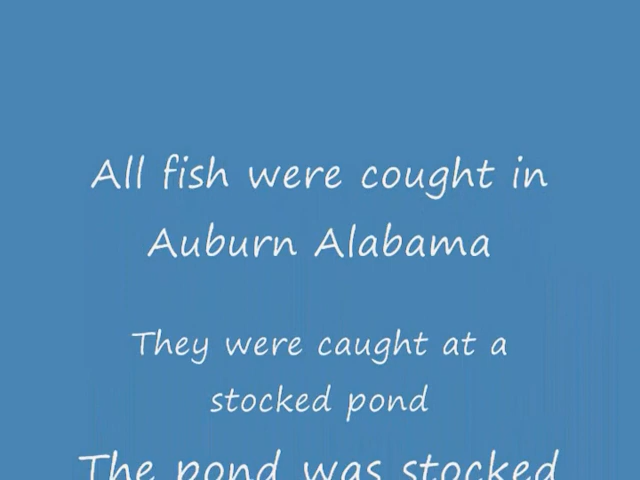 All fish were cought in
Auburn Alabama
They were caught at a
stocked pond
The pond was stocked